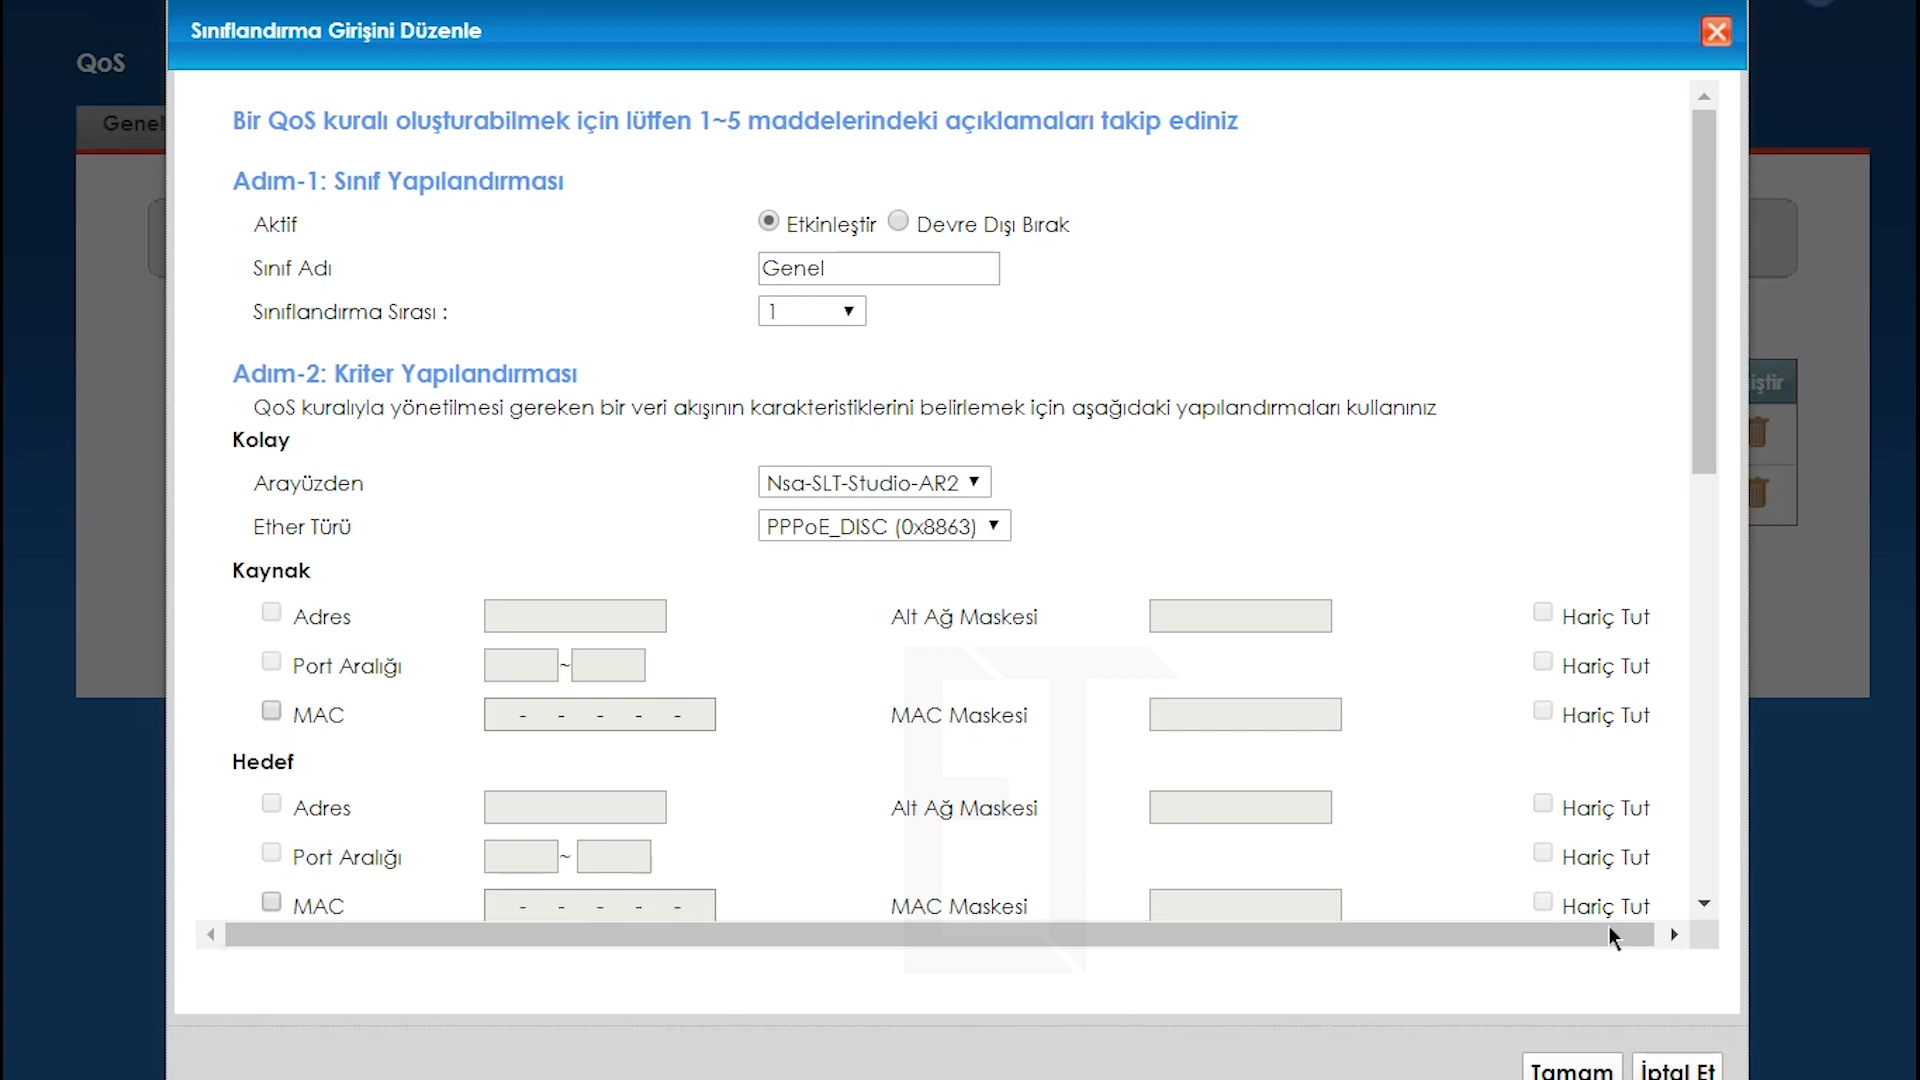 Sınıflandırma Girişini Düzenle
QoS
Genel
Bir QoS kuralı oluşturabilmek için lütfen 1~5 maddelerindeki açıklamaları takip ediniz
Adım-1: Sınıf Yapılandırması
Aktif Etkinleştir Devre Dışı Bırak
Sınıf Adı Genel
Sınıflandırma Sırası : 1
Adım-2: Kriter Yapılandırması
iştir
QoS kuralıyla yönetilmesi gereken bir veri akışının karakteristiklerini belirlemek için aşağıdaki yapılandırmaları kullanınız
Kolay
Arayüzden Nsa-SLT-Studio-AR2
Ether Türü PPPoE_DISC (0x8863)
Kaynak
Adres Alt Ağ Maskesi Hariç Tut
Port Aralığı ~ Hariç Tut
MAC - - - - - MAC Maskesi Hariç Tut
Hedef
Adres Alt Ağ Maskesi Hariç Tut
Port Aralığı ~ Hariç Tut
MAC - - - - - MAC Maskesi Hariç Tut
ET
Tamam İptal Et